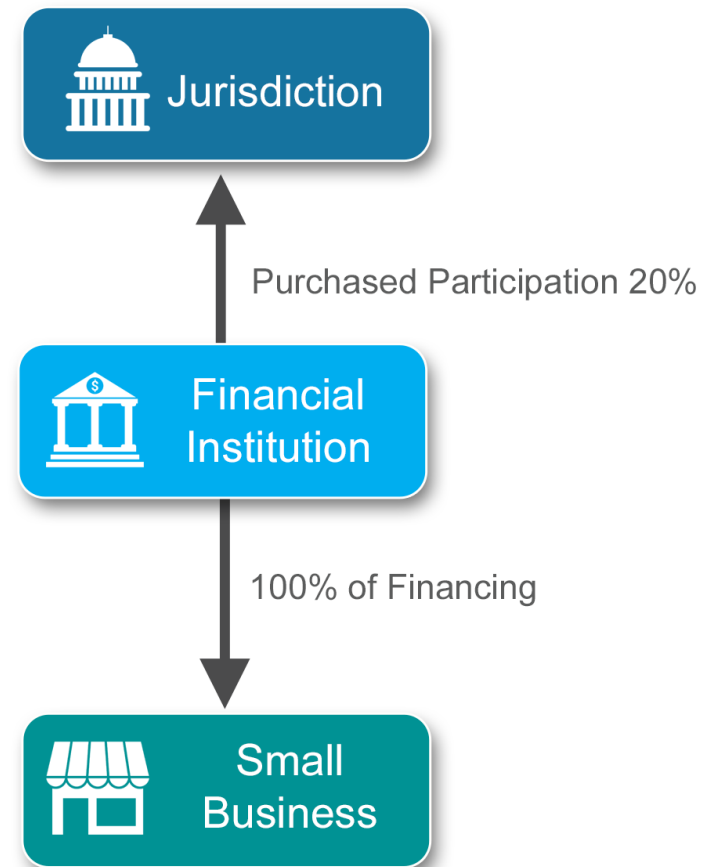 Jurisdiction
Purchased Participation 20%
$
Financial
Institution
100% of Financing
Small
Business